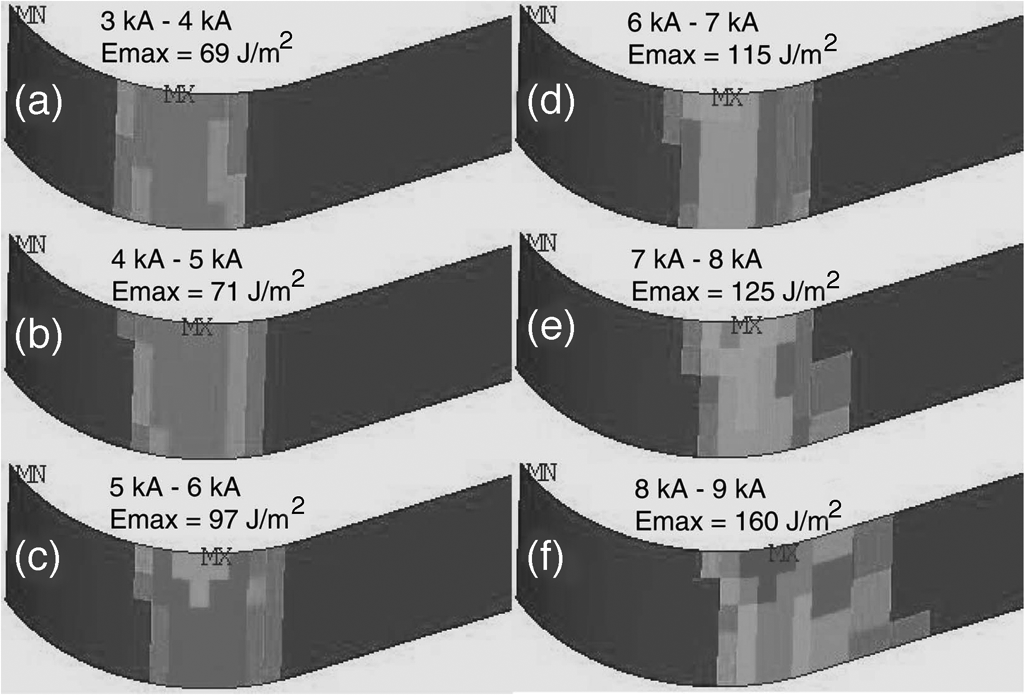 MN
3 kA - 4 kA
Emax = 69 J/m2
(a)
MX
MN
4 kA - 5 kA
Emax = 71 J/m2
(b)
MX
MN
5 kA - 6 kA
Emax = 97 J/m2
(c)
MX
MN
6 kA - 7 kA
Emax = 115 J/m2
(d)
MX
MN
7 kA - 8 kA
Emax = 125 J/m2
(e)
MX
MN
8 kA - 9 kA
Emax = 160 J/m2
(f)
MX